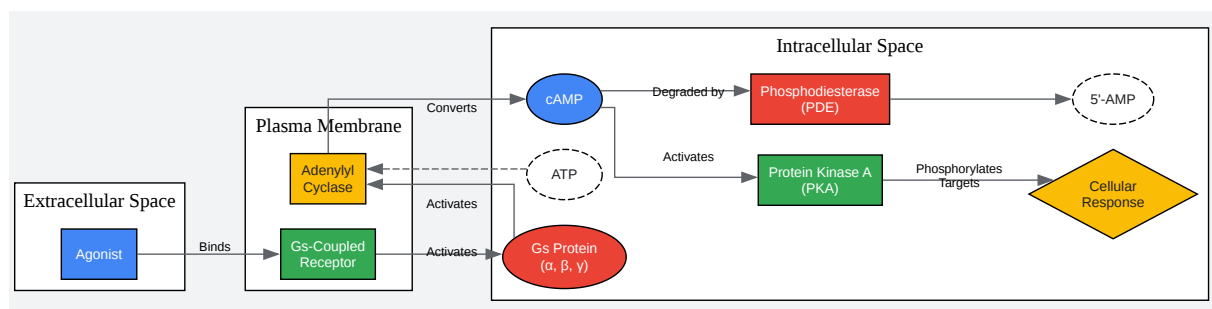 Extracellular Space
Agonist
Binds
Plasma Membrane
Adenylyl
Cyclase
Gs-Coupled
Receptor
Converts
Activates
Activates
Intracellular Space
cAMP
ATP
Gs Protein
(α, β, γ)
Degraded by
Activates
Phosphodiesterase
(PDE)
Protein Kinase A
(PKA)
Phosphorylates
Targets
5'-AMP
Cellular
Response